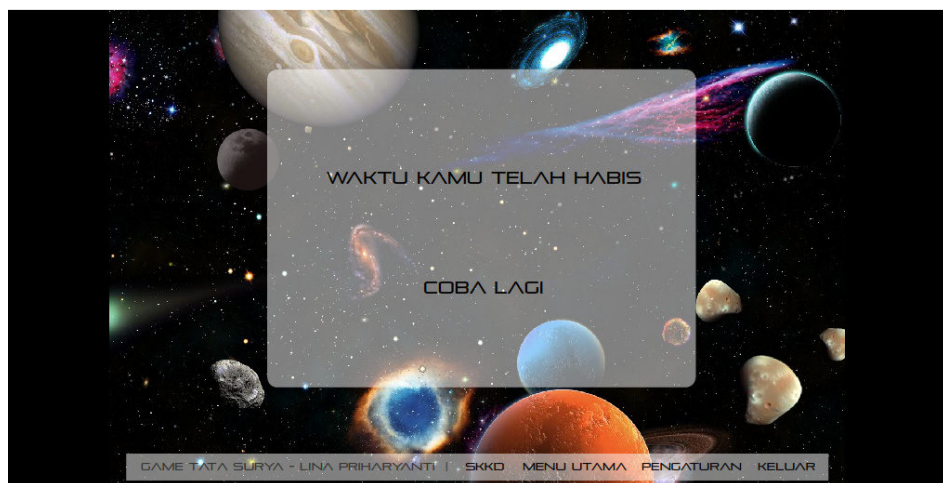 WAKTU KAMU TELAH HABIS
COBA LAGI
GAME TATA SURYA - LINA PRIHARYANTI | SKKD MENU UTAMA PENGATURAN KELUAR